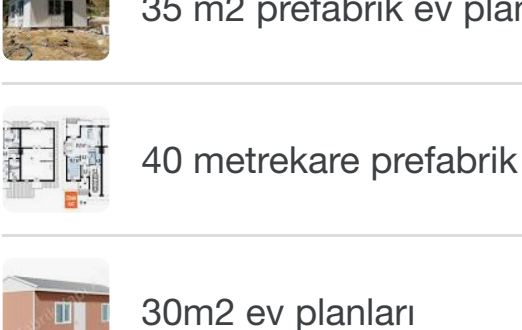 35 m2 prefabrik ev plan
40 metrekare prefabrik
30m2 ev planları